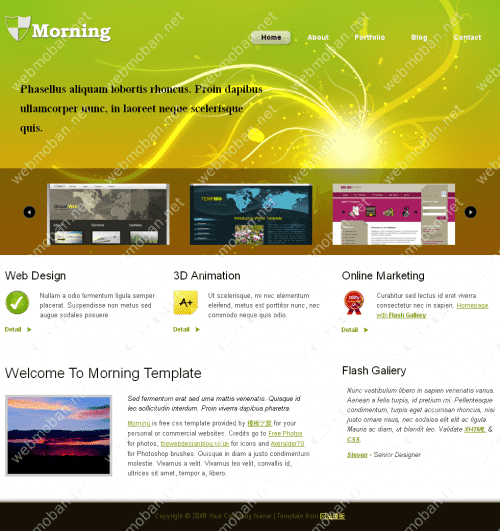 Morning
Home About Portfolio Blog Contact
Phasellus aliquam lobortis rhoncus. Proin dapibus
ullamcorper nunc, in laoreet neque scelerisque
quis.
Web Design
Nullam a odio fermentum ligula semper
placerat. Suspendisse non metus sed
augue sodales posuere.
Detail
3D Animation
Ut scelerisque, mi nec elementum
eleifend, metus est porttitor nunc, nec
commodo neque quis odio.
Detail
Online Marketing
Curabitur sed lectus id erat viverra
consectetur nec in sapien. Homepage
with Flash Gallery.
Detail
Welcome To Morning Template
Sed fermentum erat sed urna mattis venenatis. Quisque id
leo sollicitudin interdum. Proin viverra dapibus pharetra.
Morning is free css template provided by 模板之家 for your
personal or commercial websites. Credits go to Free Photos
for photos, thewebdesignblog.co.uk for icons and Axeraider70
for Photoshop brushes. Quisque in diam a justo condimentum
molestie. Vivamus a velit. Vivamus leo velit, convallis id,
ultrices sit amet, tempor a, libero.
Flash Gallery
Nunc vestibulum libero in sapien venenatis varius.
Aenean a felis turpis, id pretium mi. Pellentesque
condimentum, turpis eget accumsan rhoncus, nisi
justo ornare risus, nec sodales elit elit ac ligula.
Mauris ac diam, ut blandit leo. Validate XHTML &
CSS.
Steven - Senior Designer
Copyright © 2048 Your Company Name | Template from 网站模板
webmoban.net